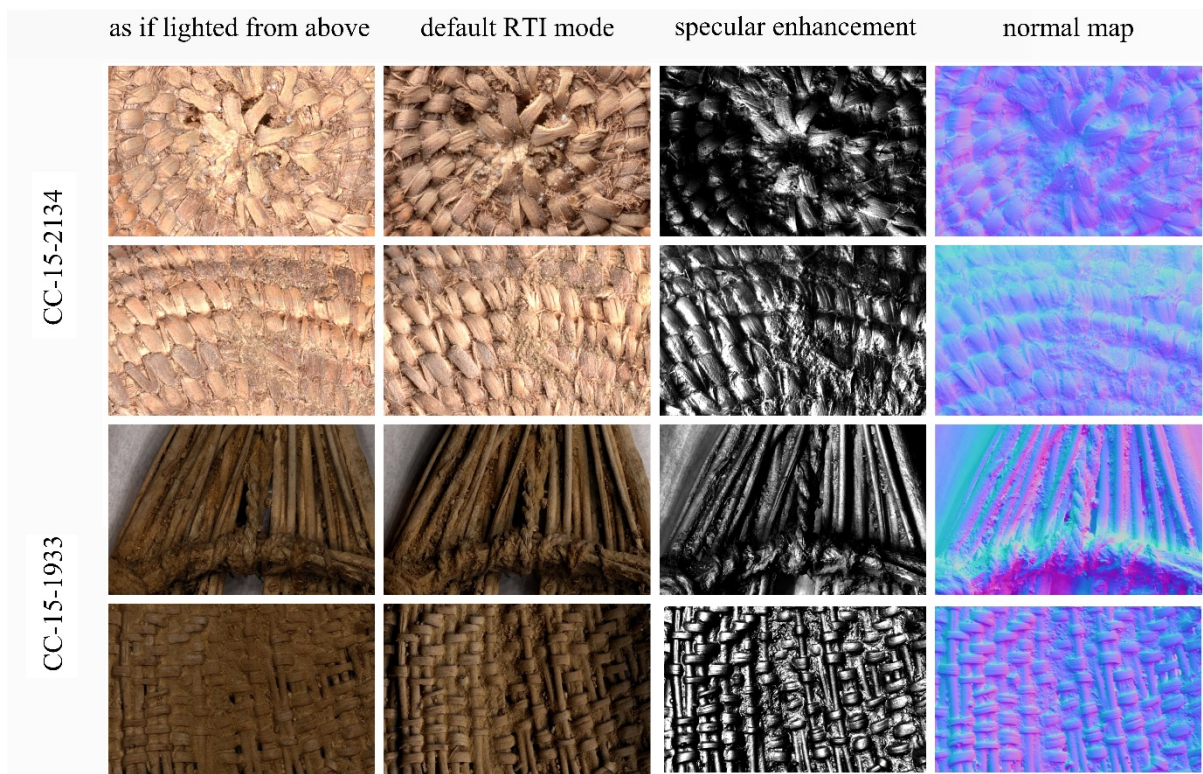 as if lighted from above
default RTI mode
specular enhancement
normal map
CC-15-2134
CC-15-1933